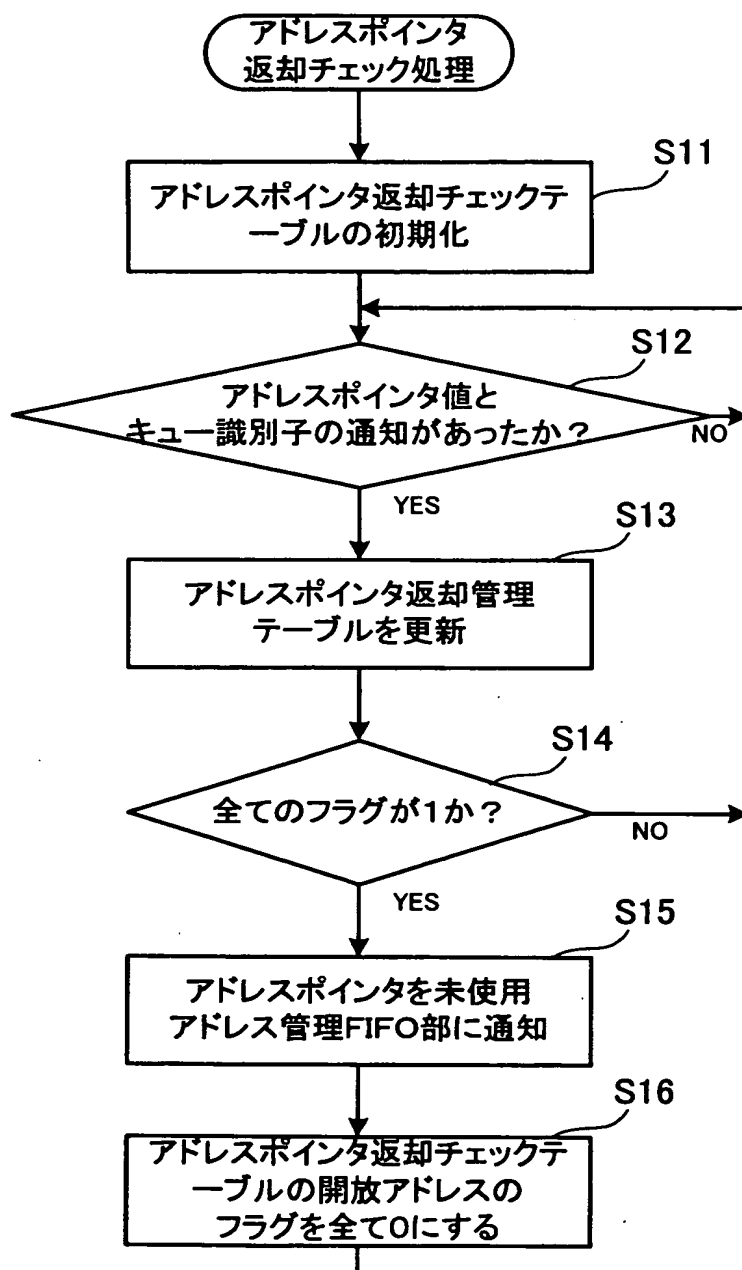 アドレスポインタ
返却チェック処理
S11
アドレスポインタ返却チェックテ
ーブルの初期化
S12
アドレスポインタ値と
キュー識別子の通知があったか?
NO
YES
S13
アドレスポインタ返却管理
テーブルを更新
S14
全てのフラグが1か?
NO
YES
S15
アドレスポインタを未使用
アドレス管理FIFO部に通知
S16
アドレスポインタ返却チェックテ
ーブルの開放アドレスの
フラグを全て0にする